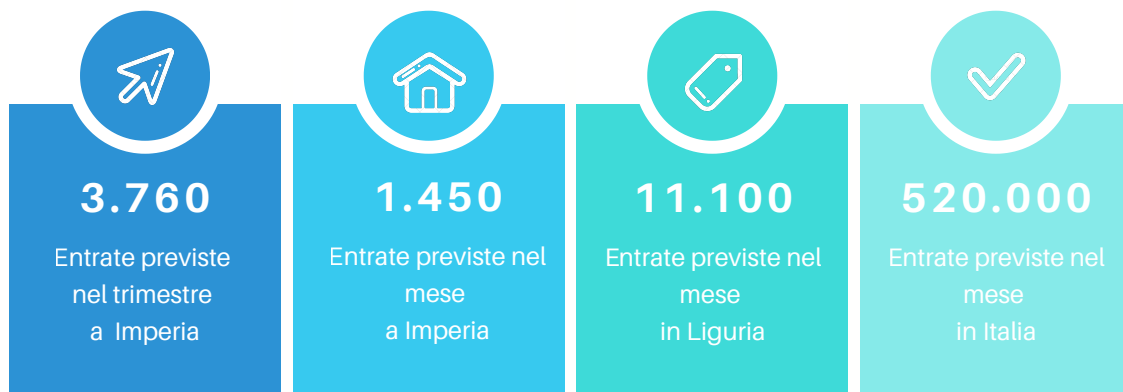 3.760
Entrate previste
nel trimestre
a Imperia
1.450
Entrate previste nel
mese
a Imperia
11.100
Entrate previste nel
mese
in Liguria
520.000
Entrate previste nel
mese
in Italia